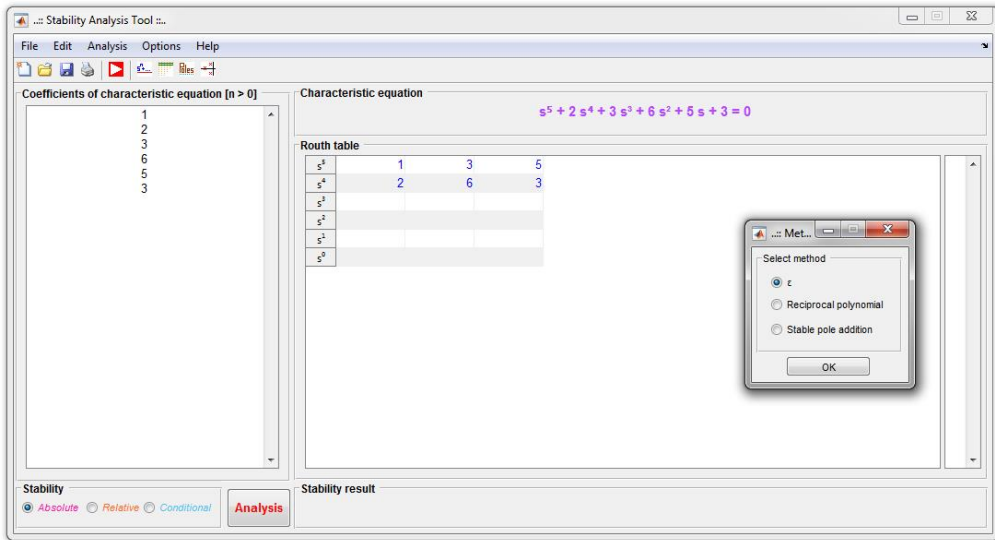 ..:: Stability Analysis Tool ::..
File Edit Analysis Options Help
Coefficients of characteristic equation [n > 0]
1
2
3
6
5
3
Characteristic equation
s⁵ + 2 s⁴ + 3 s³ + 6 s² + 5 s + 3 = 0
Routh table
s⁵ 1 3 5
s⁴ 2 6 3
s³
s²
s¹
s⁰
..:: Met...
Select method
ε
Reciprocal polynomial
Stable pole addition
OK
Stability
Absolute Relative Conditional
Analysis
Stability result